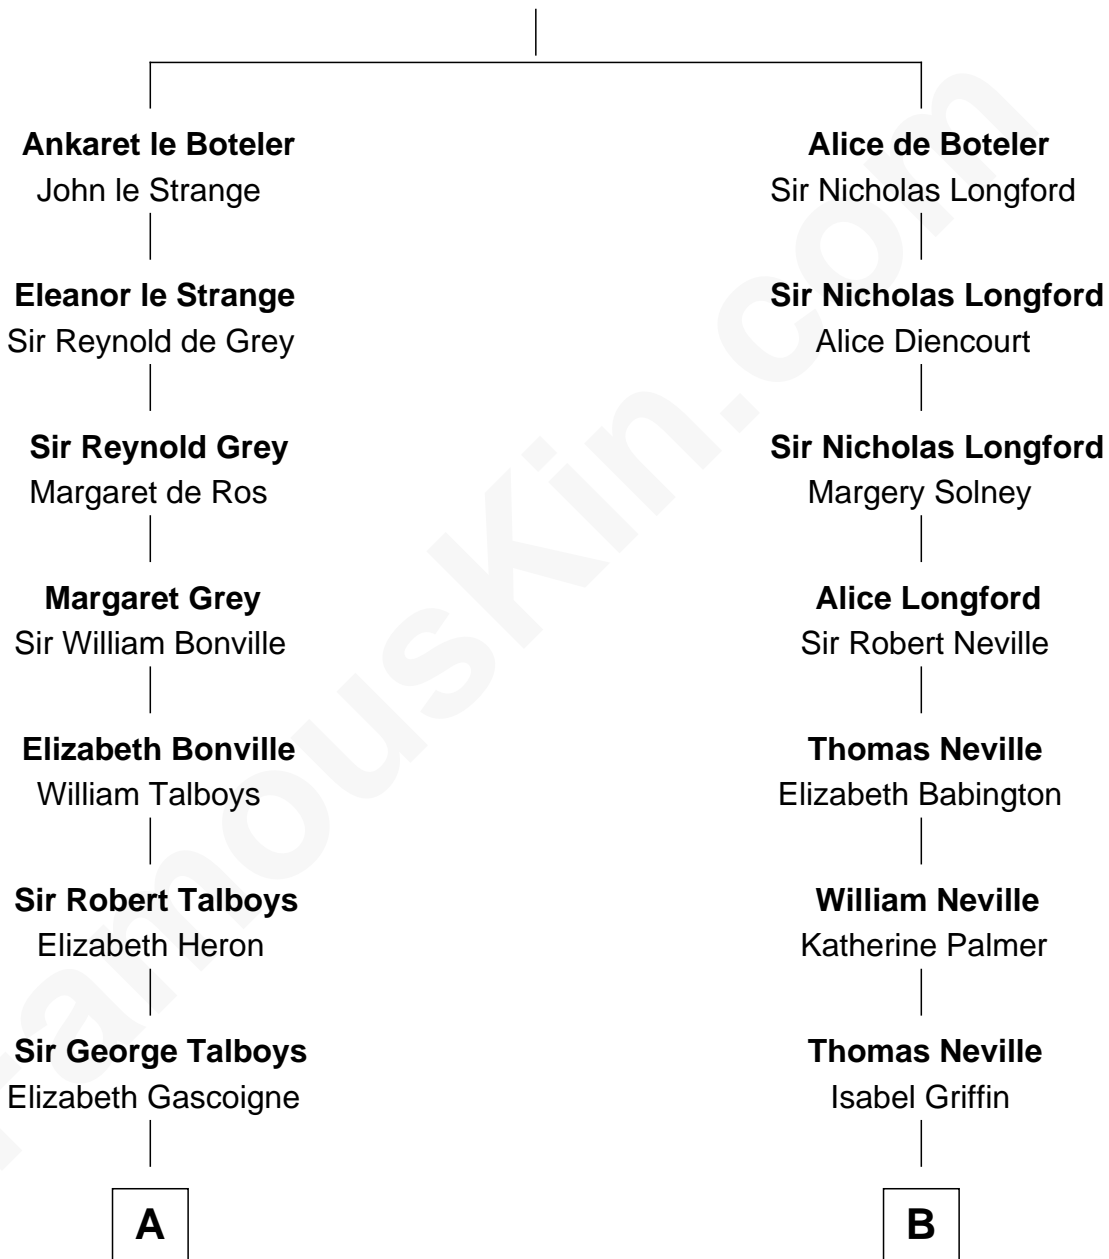 Ankaret le Boteler
John le Strange
Eleanor le Strange
Sir Reynold de Grey
Sir Reynold Grey
Margaret de Ros
Margaret Grey
Sir William Bonville
Elizabeth Bonville
William Talboys
Sir Robert Talboys
Elizabeth Heron
Sir George Talboys
Elizabeth Gascoigne
A
Alice de Boteler
Sir Nicholas Longford
Sir Nicholas Longford
Alice Diencourt
Sir Nicholas Longford
Margery Solney
Alice Longford
Sir Robert Neville
Thomas Neville
Elizabeth Babington
William Neville
Katherine Palmer
Thomas Neville
Isabel Griffin
B
FamousKin.com